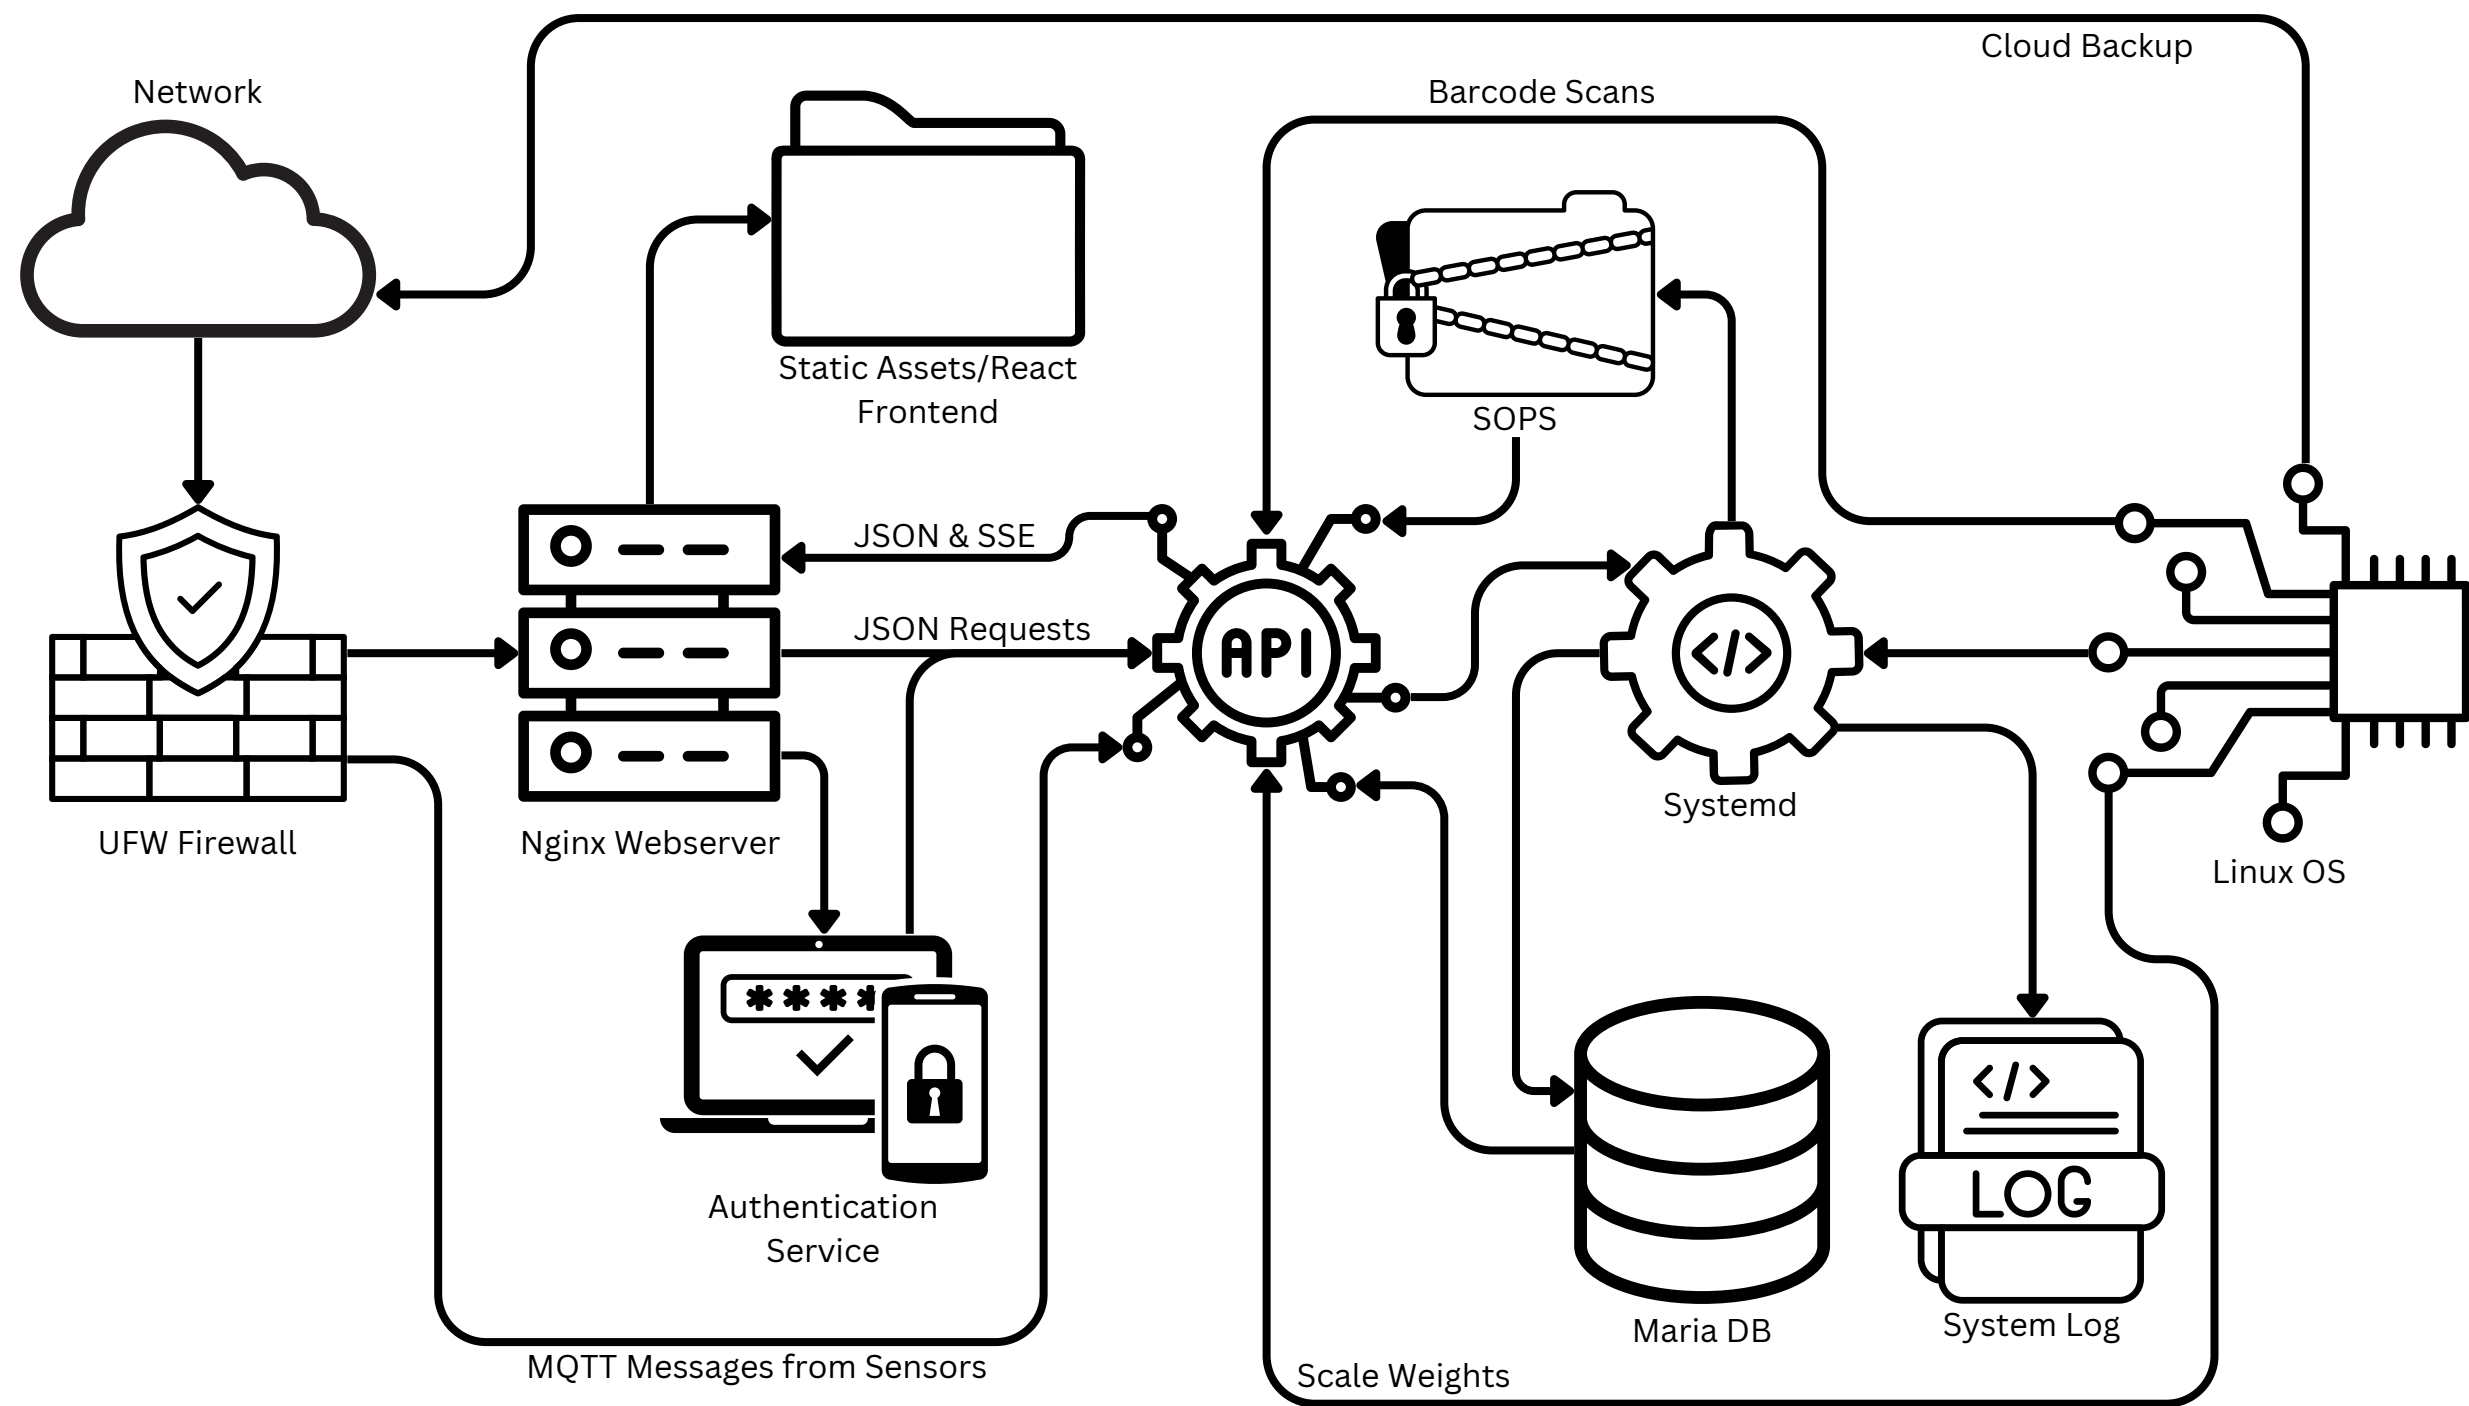 Cloud Backup
Network
Barcode Scans
Static Assets/React
Frontend
SOPS
JSON & SSE
JSON Requests
API
</>
Systemd
UFW Firewall
Nginx Webserver
Linux OS
****
</>
LOG
Authentication
Service
System Log
Maria DB
MQTT Messages from Sensors
Scale Weights